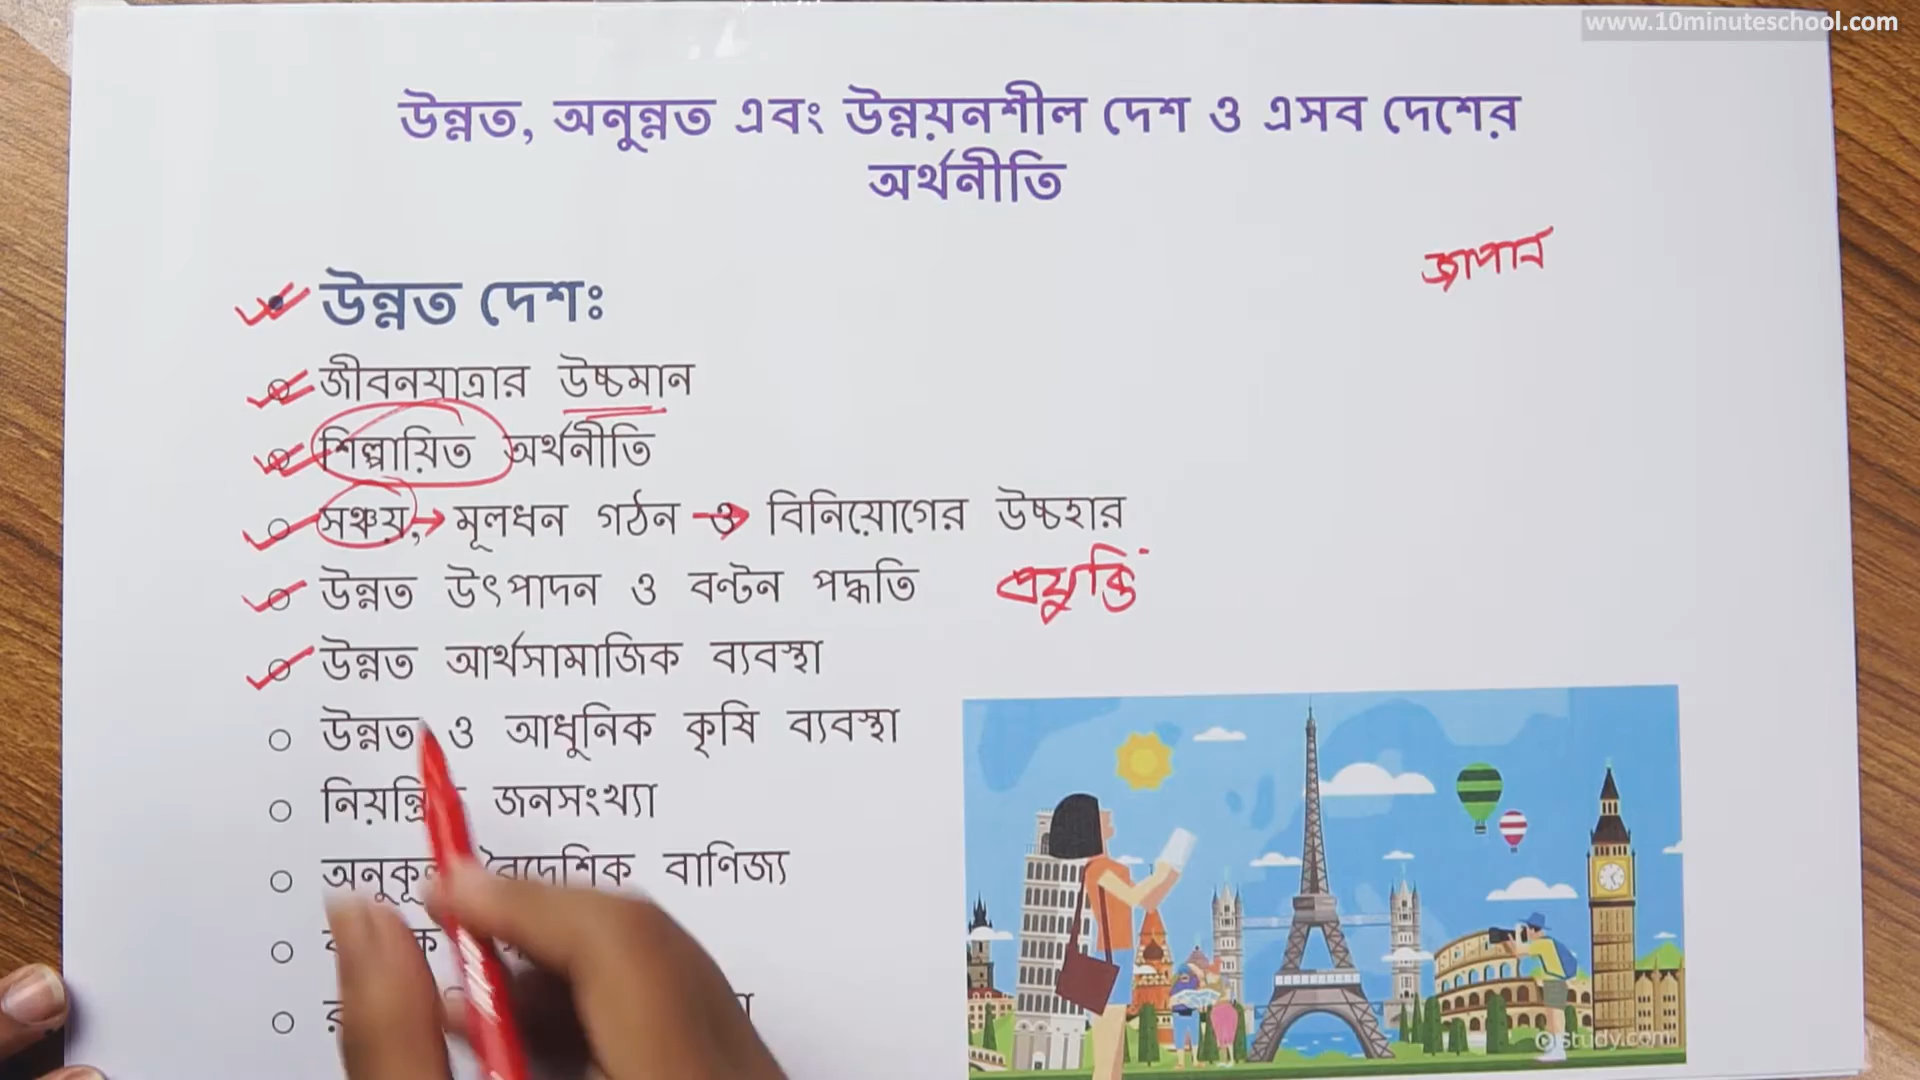 www.10minuteschool.com
উন্নত, অনুন্নত এবং উন্নয়নশীল দেশ ও এসব দেশের
অর্থনীতি
জাপান
উন্নত দেশঃ
জীবনযাত্রার উচ্চমান
শিল্পায়িত অর্থনীতি
সঞ্চয়, মূলধন গঠন ও বিনিয়োগের উচ্চহার
উন্নত উৎপাদন ও বণ্টন পদ্ধতি প্রযুক্তি
উন্নত আর্থসামাজিক ব্যবস্থা
উন্নত ও আধুনিক কৃষি ব্যবস্থা
জনসংখ্যা
বৈদেশিক বাণিজ্য
study.com